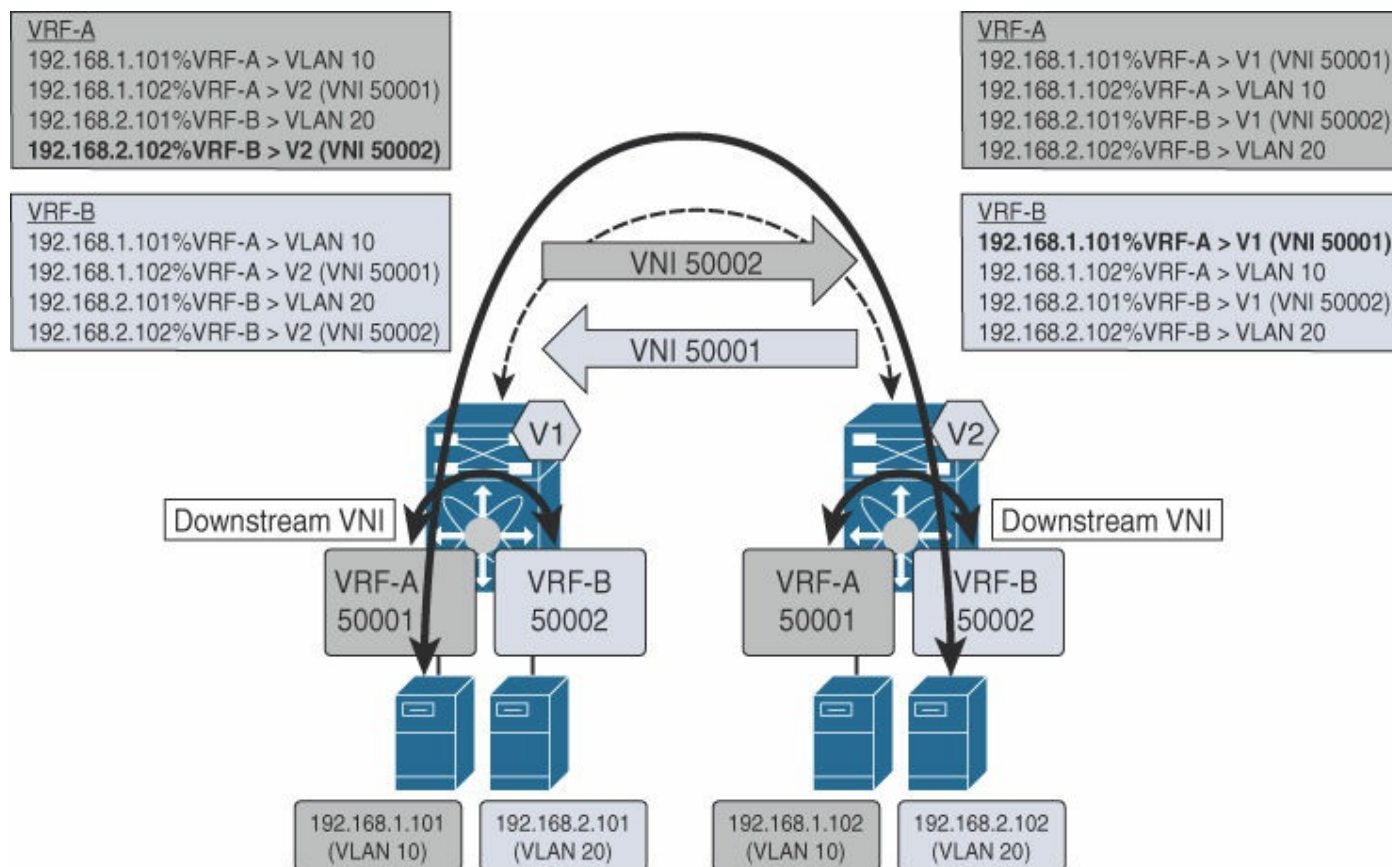 VRF-A
192.168.1.101%VRF-A > VLAN 10
192.168.1.102%VRF-A > V2 (VNI 50001)
192.168.2.101%VRF-B > VLAN 20
192.168.2.102%VRF-B > V2 (VNI 50002)
VRF-B
192.168.1.101%VRF-A > VLAN 10
192.168.1.102%VRF-A > V2 (VNI 50001)
192.168.2.101%VRF-B > VLAN 20
192.168.2.102%VRF-B > V2 (VNI 50002)
VRF-A
192.168.1.101%VRF-A > V1 (VNI 50001)
192.168.1.102%VRF-A > VLAN 10
192.168.2.101%VRF-B > V1 (VNI 50002)
192.168.2.102%VRF-B > VLAN 20
VRF-B
192.168.1.101%VRF-A > V1 (VNI 50001)
192.168.1.102%VRF-A > VLAN 10
192.168.2.101%VRF-B > V1 (VNI 50002)
192.168.2.102%VRF-B > VLAN 20
VNI 50002
VNI 50001
V1
V2
Downstream VNI
Downstream VNI
VRF-A
50001
VRF-B
50002
VRF-A
50001
VRF-B
50002
192.168.1.101
(VLAN 10)
192.168.2.101
(VLAN 20)
192.168.1.102
(VLAN 10)
192.168.2.102
(VLAN 20)